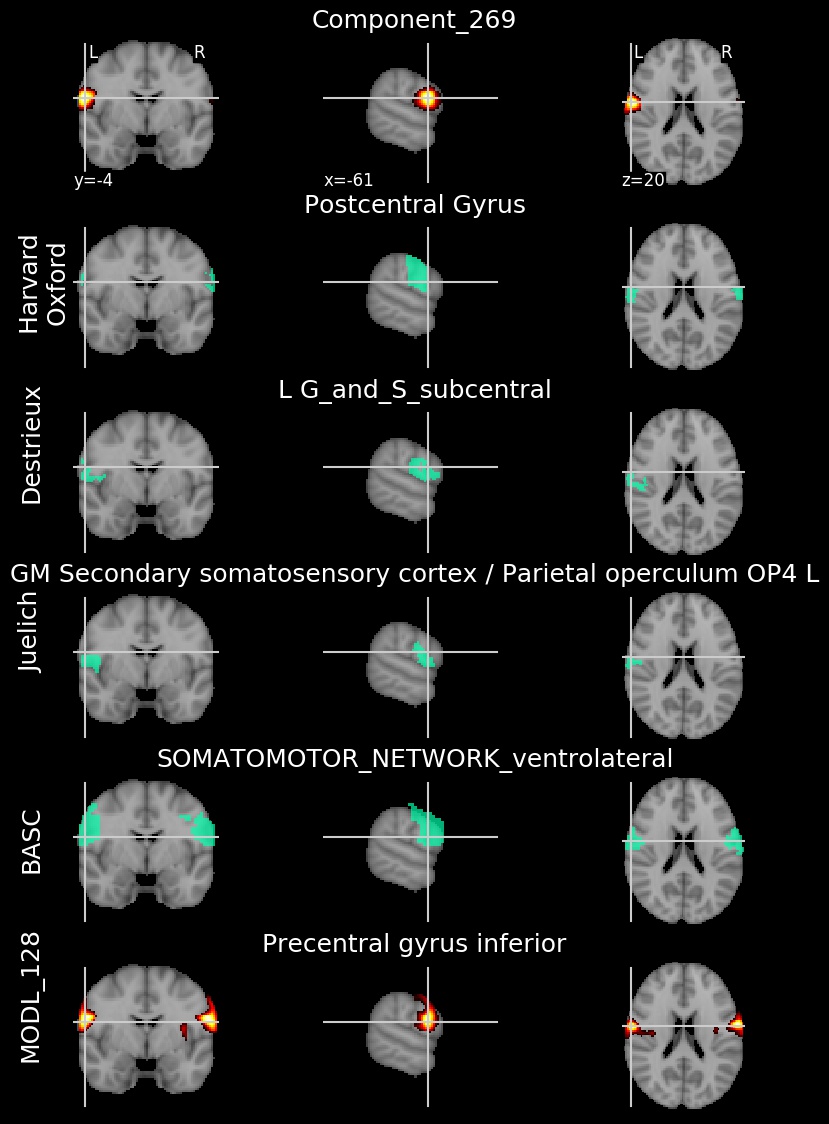 Component_269
L R
L R
y=-4
x=-61
z=20
Postcentral Gyrus
Harvard
Oxford
L G_and_S_subcentral
Destrieux
GM Secondary somatosensory cortex / Parietal operculum OP4 L
Juelich
SOMATOMOTOR_NETWORK_ventrolateral
BASC
Precentral gyrus inferior
MODL_128